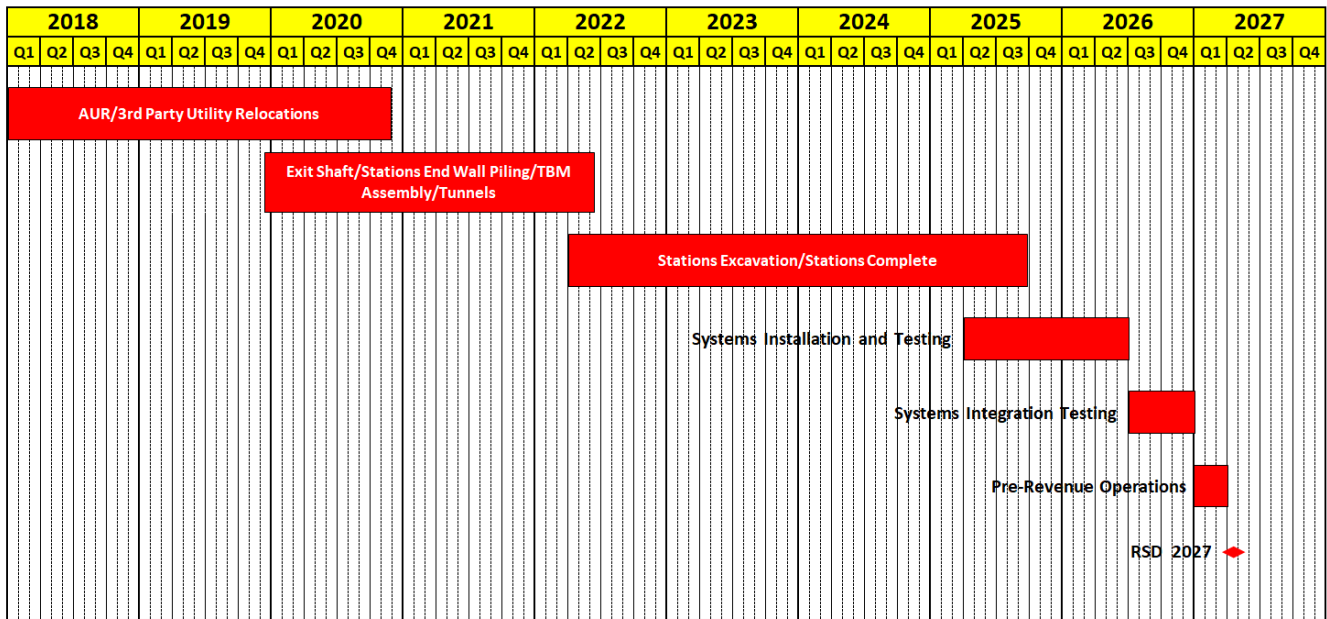 2018 2019 2020 2021 2022 2023 2024 2025 2026 2027
Q1 Q2 Q3 Q4 Q1 Q2 Q3 Q4 Q1 Q2 Q3 Q4 Q1 Q2 Q3 Q4 Q1 Q2 Q3 Q4 Q1 Q2 Q3 Q4 Q1 Q2 Q3 Q4 Q1 Q2 Q3 Q4 Q1 Q2 Q3 Q4 Q1 Q2 Q3 Q4
AUR/3rd Party Utility Relocations
Exit Shaft/Stations End Wall Piling/TBM
Assembly/Tunnels
Stations Excavation/Stations Complete
Systems Installation and Testing
Systems Integration Testing
Pre-Revenue Operations
RSD 2027